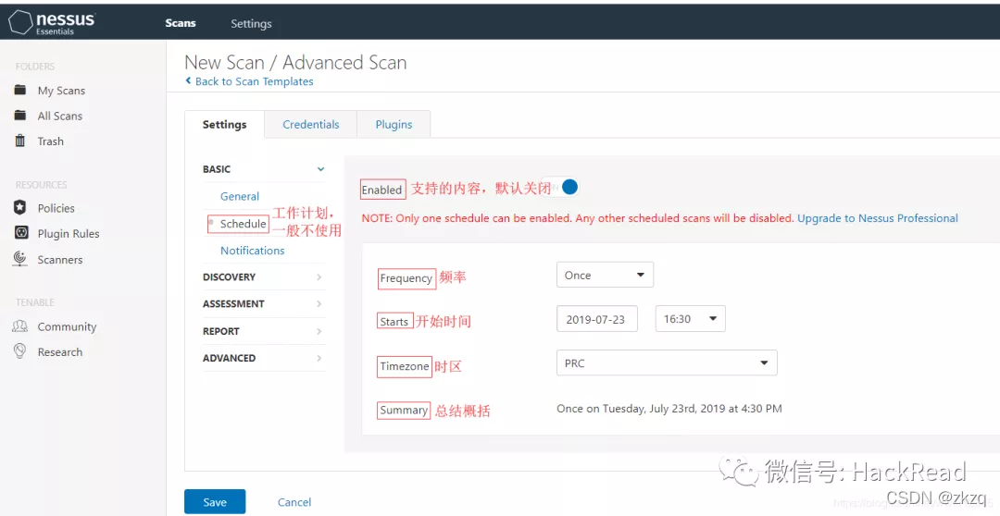 nessus
Essentials
Scans
Settings
FOLDERS
My Scans
All Scans
Trash
RESOURCES
Policies
Plugin Rules
Scanners
TENABLE
Community
Research
New Scan / Advanced Scan
Back to Scan Templates
Settings
Credentials
Plugins
BASIC
General
Schedule
工作计划，
一般不使用
Notifications
DISCOVERY
ASSESSMENT
REPORT
ADVANCED
Enabled 支持的内容，默认关闭
NOTE: Only one schedule can be enabled. Any other scheduled scans will be disabled. Upgrade to Nessus Professional
Frequency 频率 Once
Starts 开始时间 2019-07-23 16:30
Timezone 时区 PRC
Summary 总结概括 Once on Tuesday, July 23rd, 2019 at 4:30 PM
Save
Cancel
微信号: HackRead
CSDN @zkzq